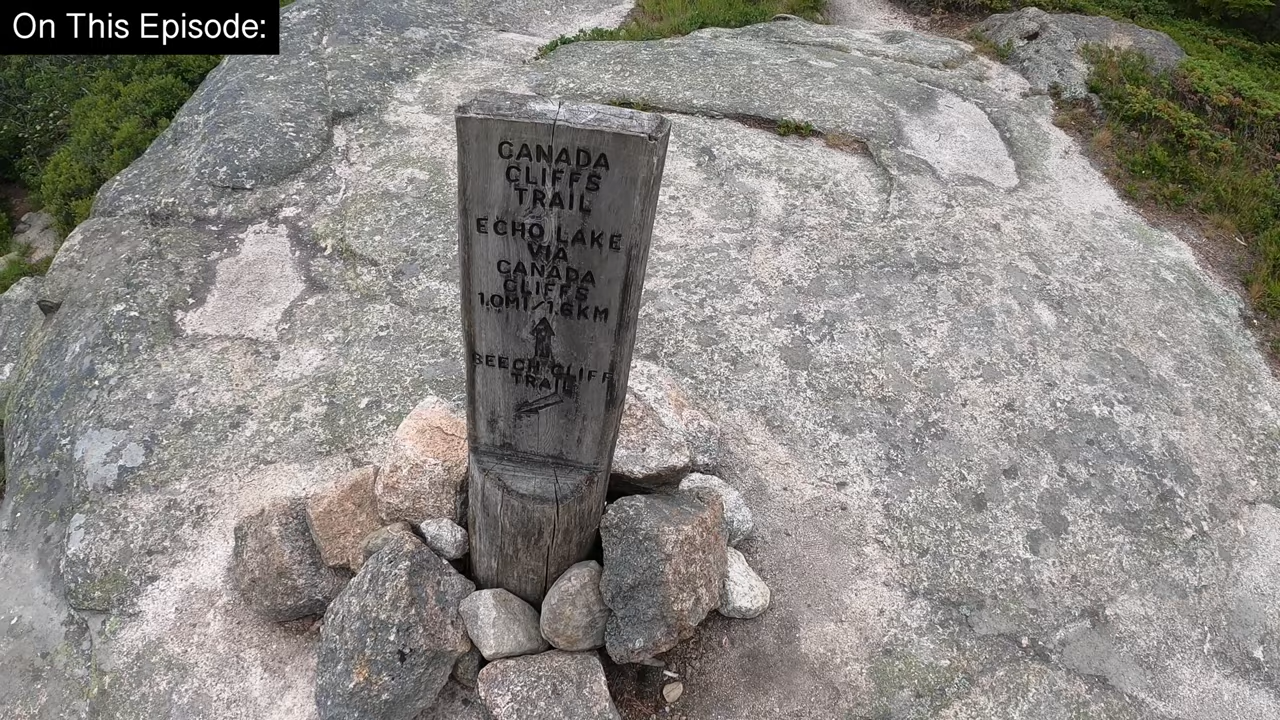 On This Episode:
CANADA
CLIFFS
TRAIL
ECHO LAKE
VIA
CANADA
CLIFFS
1.0MI/1.6KM
BEECH CLIFF
TRAIL